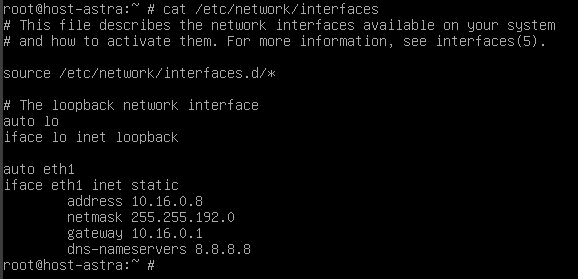 root@host-astra:~ # cat /etc/network/interfaces
# This file describes the network interfaces available on your system
# and how to activate them. For more information, see interfaces(5).
source /etc/network/interfaces.d/*
# The loopback network interface
auto lo
iface lo inet loopback
auto eth1
iface eth1 inet static
        address 10.16.0.8
        netmask 255.255.192.0
        gateway 10.16.0.1
        dns-nameservers 8.8.8.8
root@host-astra:~ #